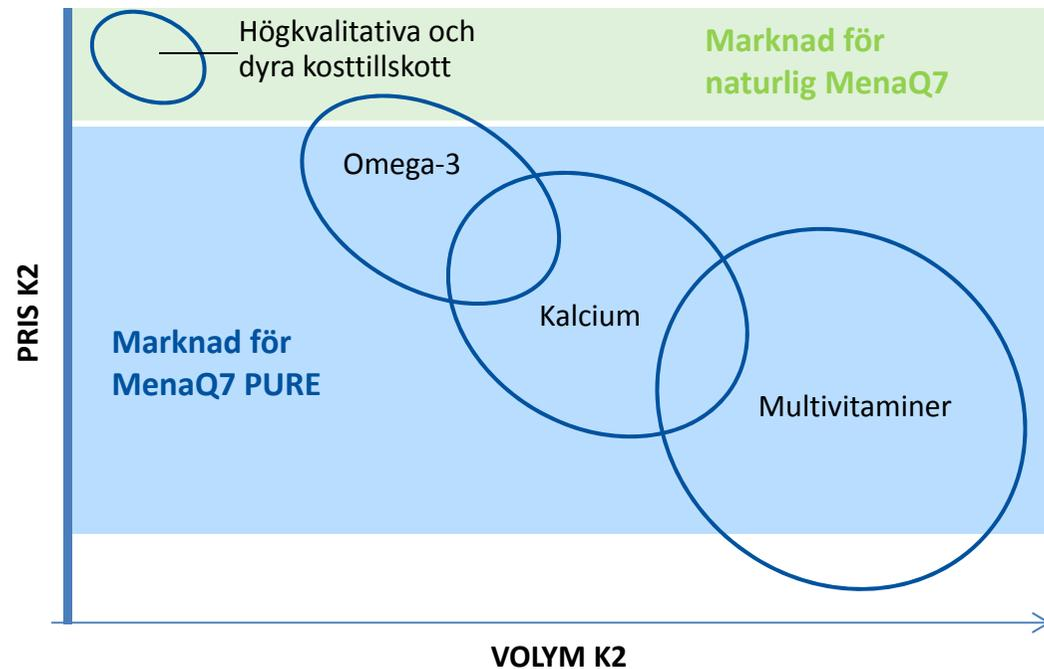 Högkvalitativa och
dyra kosttillskott
Marknad för
naturlig MenaQ7
Omega-3
Kalcium
Marknad för
MenaQ7 PURE
Multivitaminer
PRIS K2
VOLYM K2